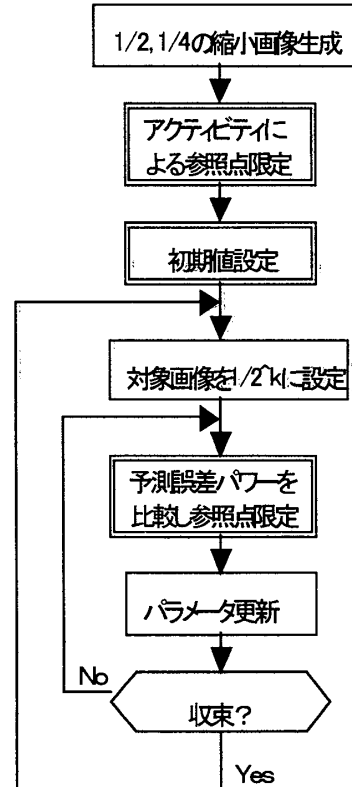 1/2,1/4の縮小画像生成
アクティビティに
よる参照点限定
初期値設定
対象画像を1/2^kに設定
予測誤差パワーを
比較し参照点限定
パラメータ更新
No
収束？
Yes